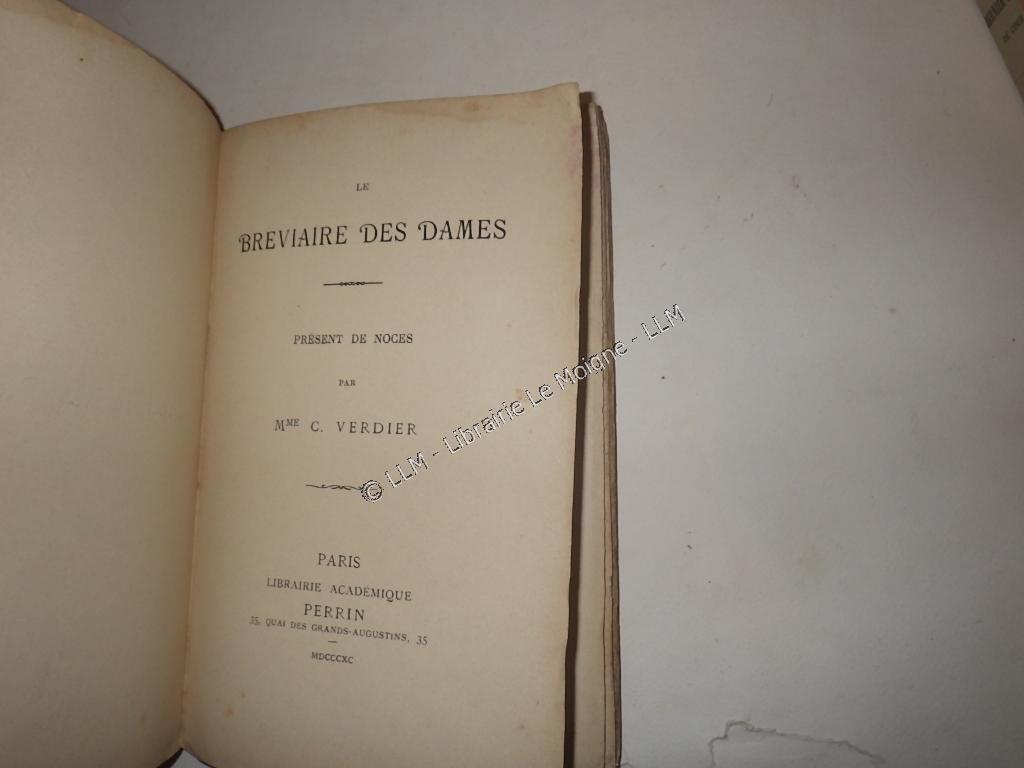 LE
BREVIAIRE DES DAMES
PRÉSENT DE NOCES
PAR
MME C. VERDIER
PARIS
LIBRAIRIE ACADÉMIQUE
PERRIN
35, QUAI DES GRANDS-AUGUSTINS, 35
MDCCCXC
© LLM - Librairie Le Moigne - LLM